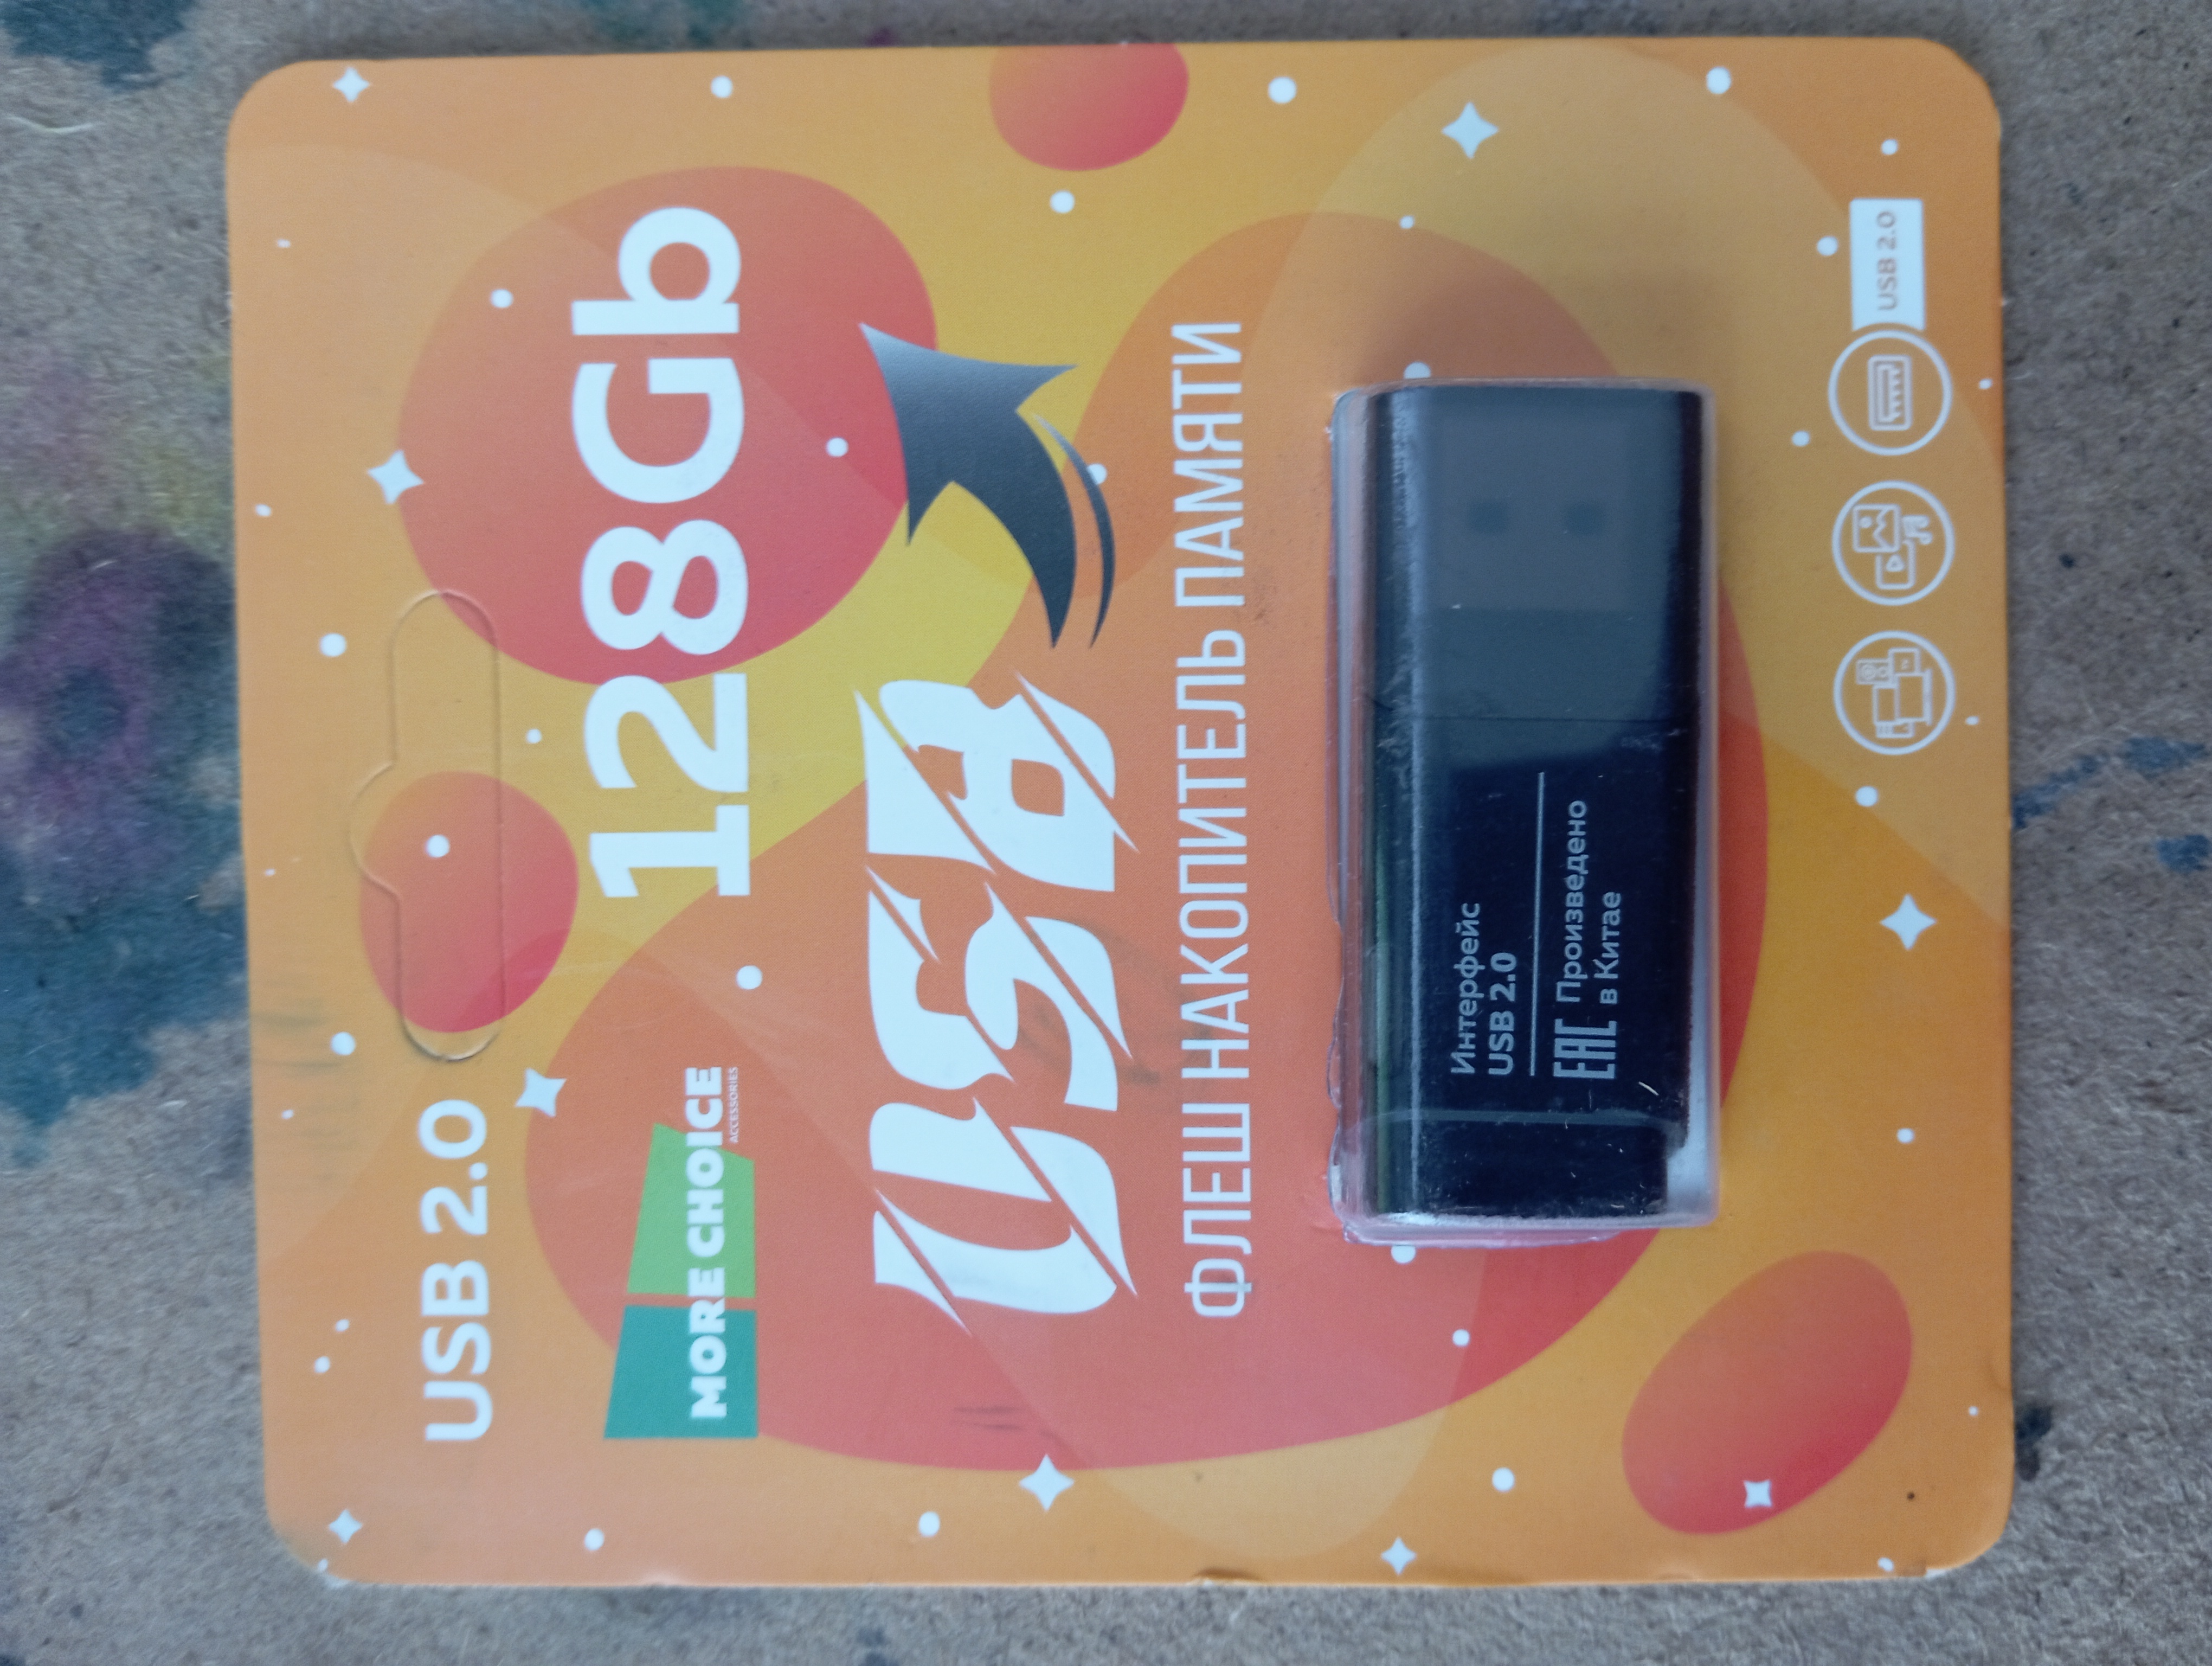 USB 2.0
128Gb
MORE CHOICE
ACCESSORIES
USB
ФЛЕШ НАКОПИТЕЛЬ ПАМЯТИ
Интерфейс
USB 2.0
ЕАС Произведено
в Китае
USB 2.0